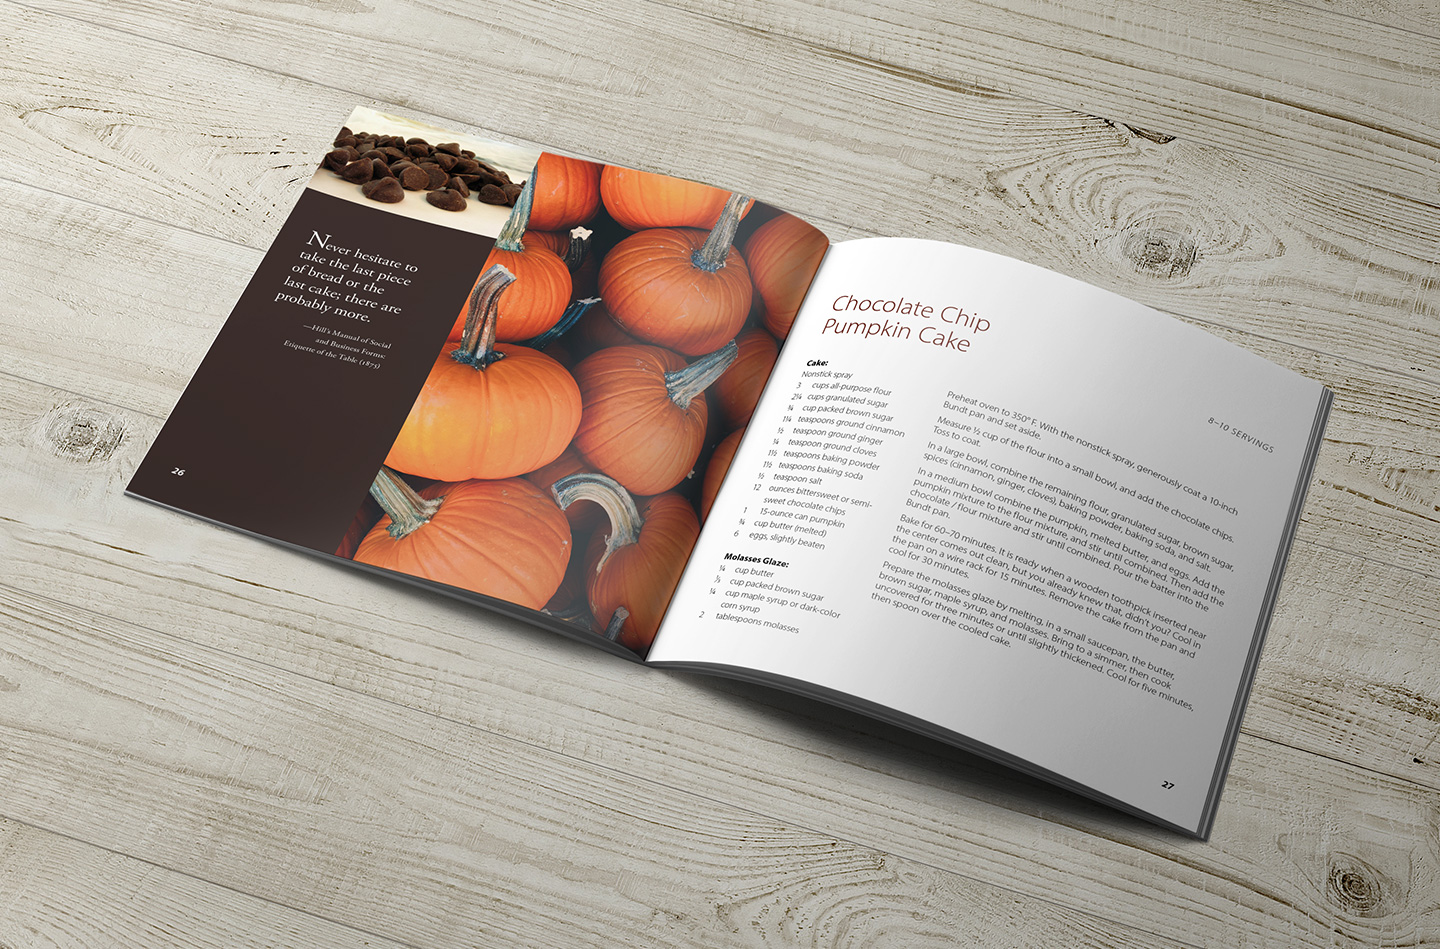 Never hesitate to
take the last piece
of bread or the
last cake; there are
probably more.
—Hill's Manual of Social
and Business Forms:
Etiquette of the Table (1873)
26
Chocolate Chip
Pumpkin Cake
8–10 SERVINGS
Cake:
Nonstick spray
3 cups all-purpose flour
2¼ cups granulated sugar
¾ cup packed brown sugar
1¼ teaspoons ground cinnamon
½ teaspoon ground ginger
¼ teaspoon ground cloves
1½ teaspoons baking powder
1½ teaspoons baking soda
½ teaspoon salt
12 ounces bittersweet or semi-
sweet chocolate chips
1 15-ounce can pumpkin
¾ cup butter (melted)
6 eggs, slightly beaten
Molasses Glaze:
¼ cup butter
⅓ cup packed brown sugar
¼ cup maple syrup or dark-color
corn syrup
2 tablespoons molasses
Preheat oven to 350° F. With the nonstick spray, generously coat a 10-inch
Bundt pan and set aside.
Measure ½ cup of the flour into a small bowl, and add the chocolate chips.
Toss to coat.
In a large bowl, combine the remaining flour, granulated sugar, brown sugar,
spices (cinnamon, ginger, cloves), baking powder, baking soda, and salt.
In a medium bowl combine the pumpkin, melted butter, and eggs. Add the
pumpkin mixture to the flour mixture, and stir until combined. Then add the
chocolate / flour mixture and stir until combined. Pour the batter into the
Bundt pan.
Bake for 60–70 minutes. It is ready when a wooden toothpick inserted near
the center comes out clean, but you already knew that, didn't you? Cool in
the pan on a wire rack for 15 minutes. Remove the cake from the pan and
cool for 30 minutes.
Prepare the molasses glaze by melting, in a small saucepan, the butter,
brown sugar, maple syrup, and molasses. Bring to a simmer, then cook
uncovered for three minutes or until slightly thickened. Cool for five minutes,
then spoon over the cooled cake.
27